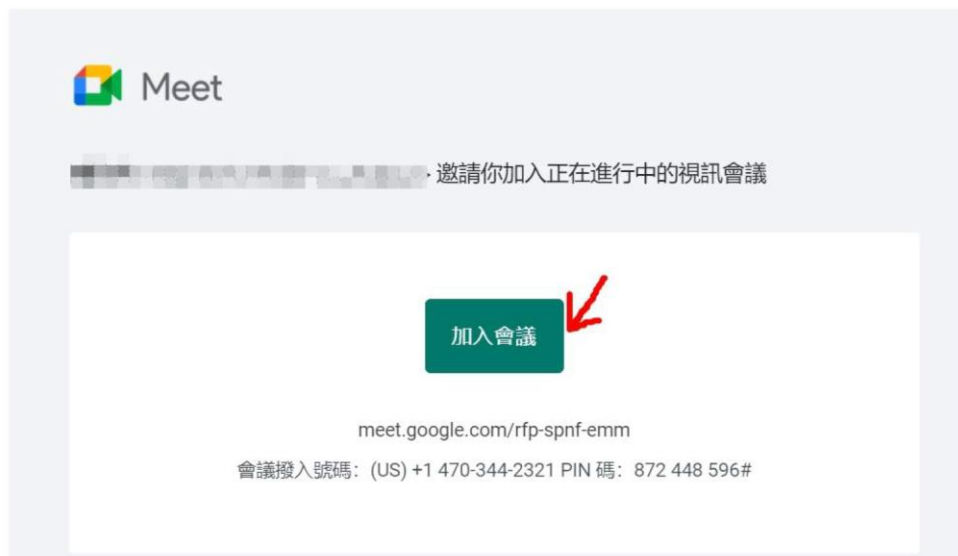 Meet
邀請你加入正在進行中的視訊會議
加入會議
meet.google.com/rfp-spnf-emm
會議撥入號碼：(US) +1 470-344-2321 PIN 碼：872 448 596#